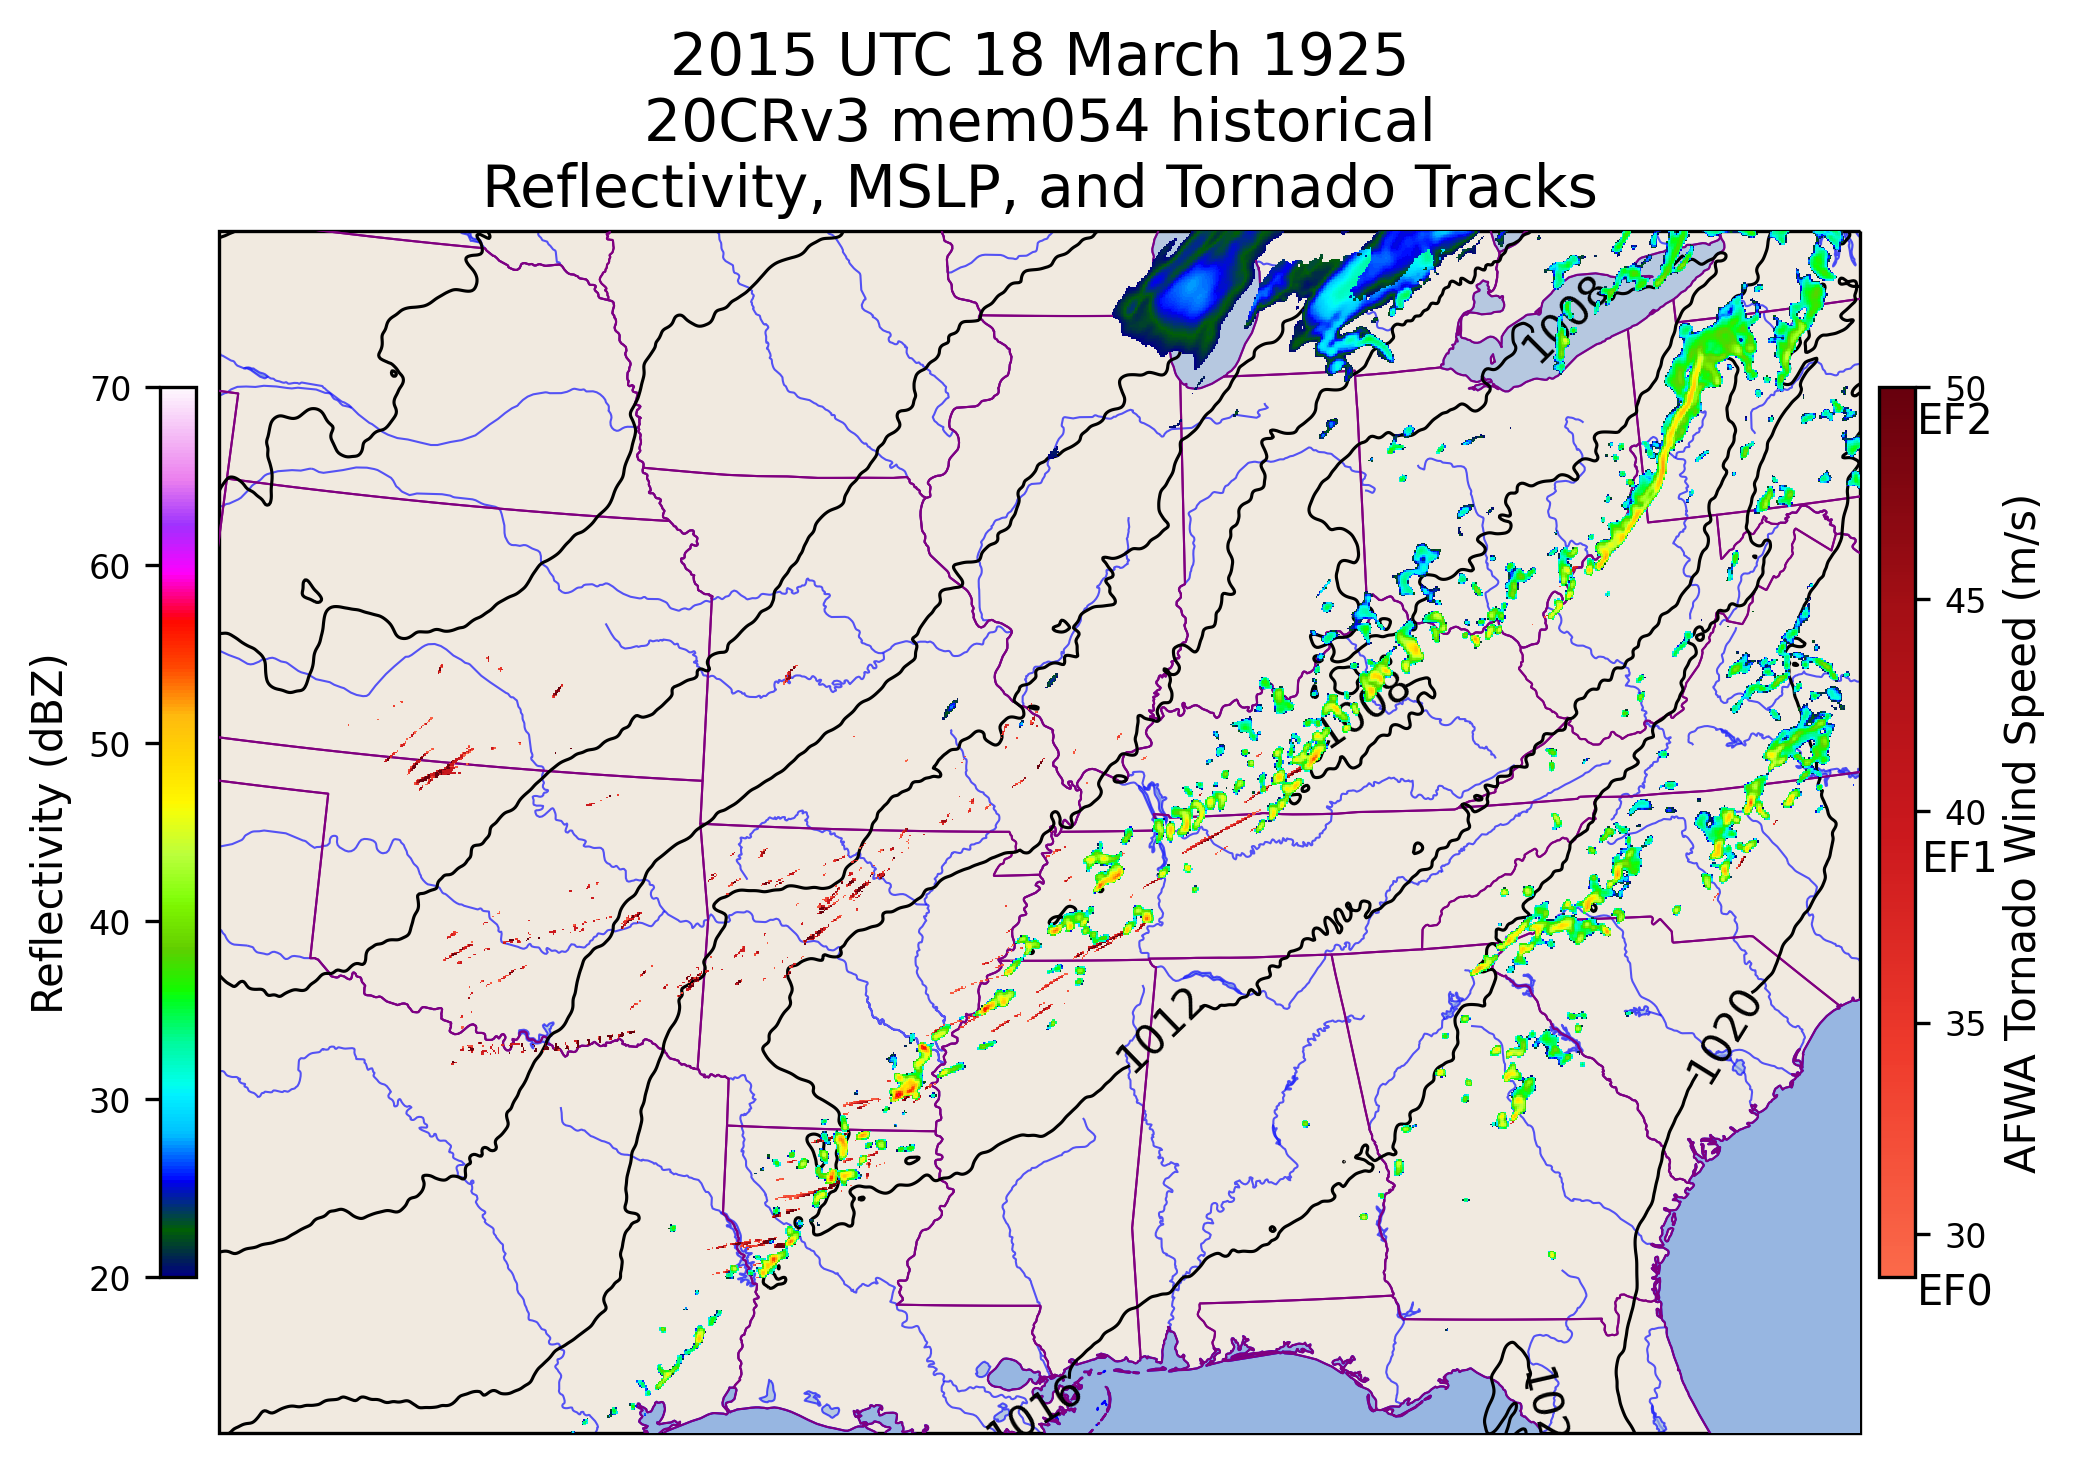 2015 UTC 18 March 1925
20CRv3 mem054 historical
Reflectivity, MSLP, and Tornado Tracks
Reflectivity (dBZ)
70
60
50
40
30
20
1008
1008
1012
1020
1016
102
50
EF2
45
40
EF1
35
30
EF0
AFWA Tornado Wind Speed (m/s)